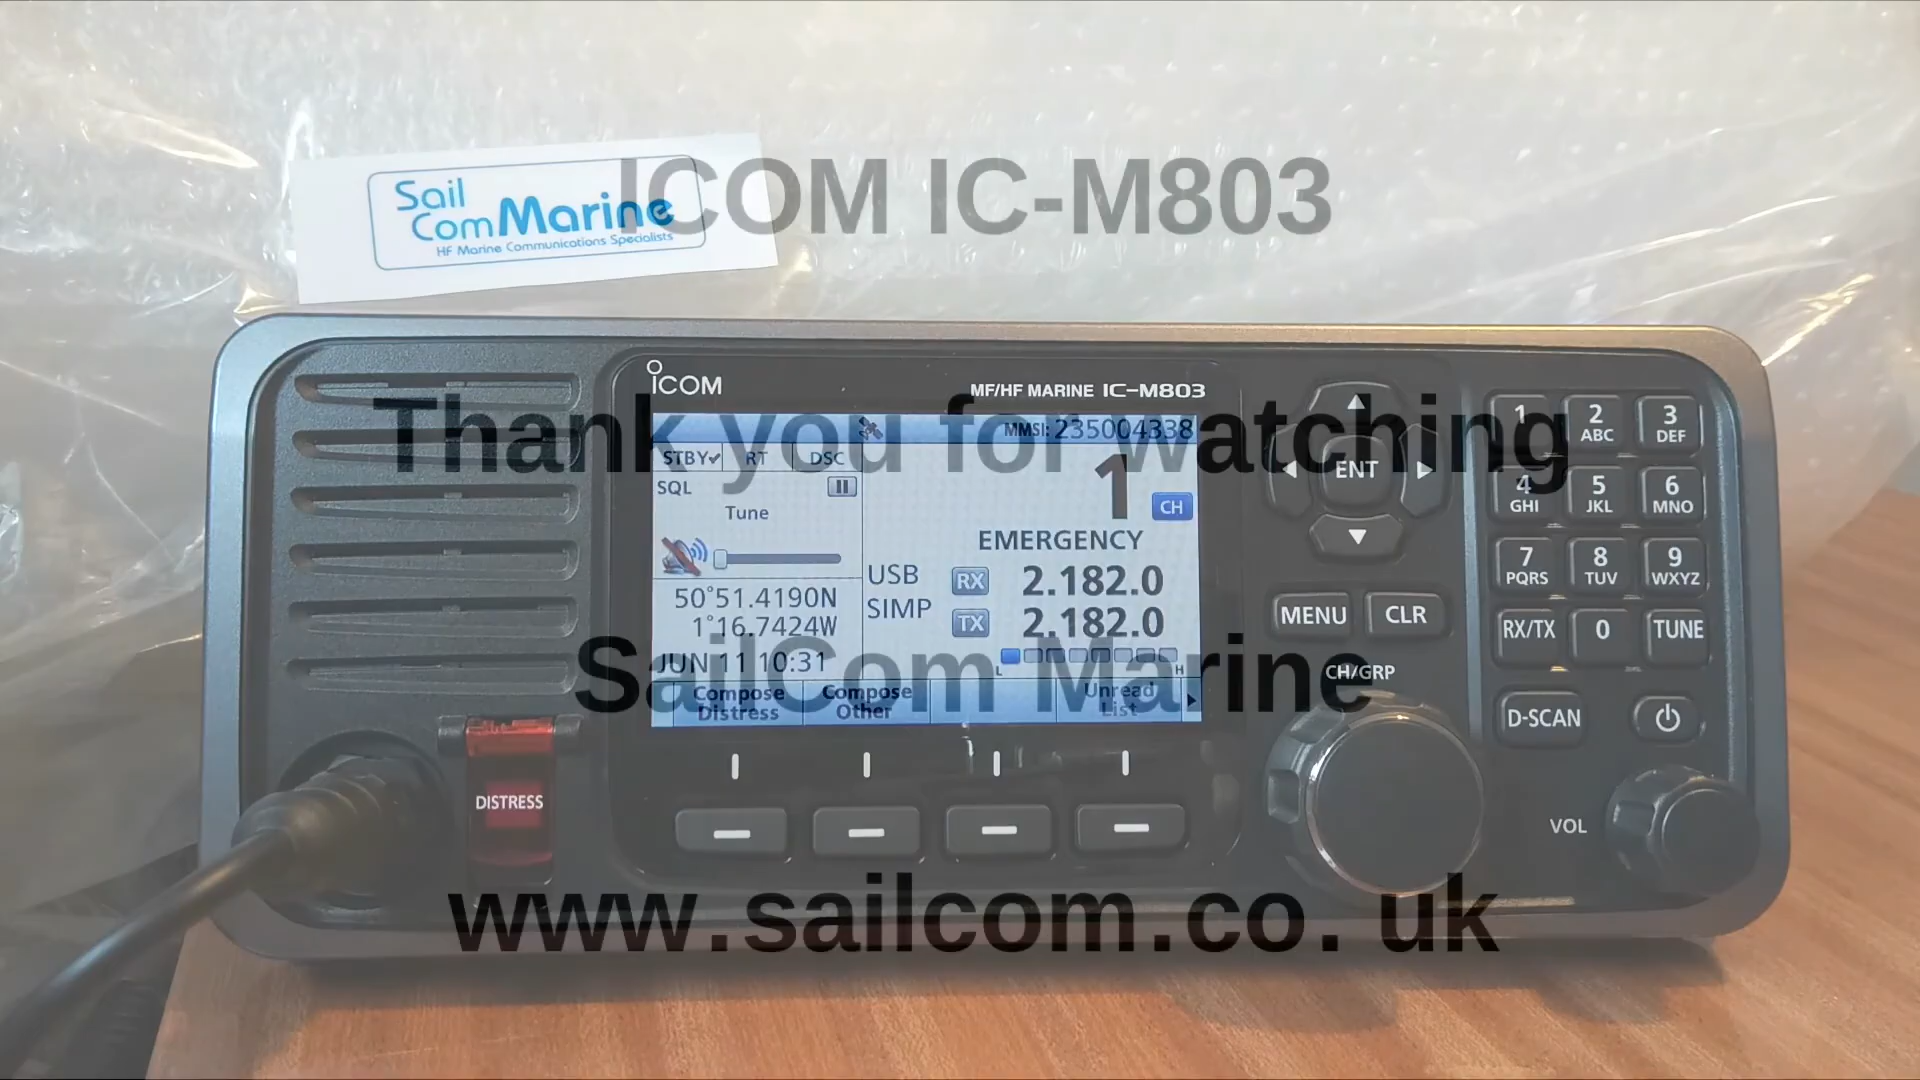 Sail
ComMarine
HF Marine Communications Specialists
ICOM IC-M803
ICOM
MF/HF MARINE IC-M803
Thank you for watching
MMSI: 235004338
STBY✔ RT DSC
SQL
Tune
1
CH
EMERGENCY
USB RX 2.182.0
SIMP TX 2.182.0
50°51.4190N
1°16.7424W
JUN 11 10:31
L H
SailCom Marine
Compose
Distress
Compose
Other
Unread
List
DISTRESS
ENT
MENU CLR
CH/GRP
1 2 ABC 3 DEF
4 GHI 5 JKL 6 MNO
7 PQRS 8 TUV 9 WXYZ
RX/TX 0 TUNE
D-SCAN
VOL
www.sailcom.co. uk